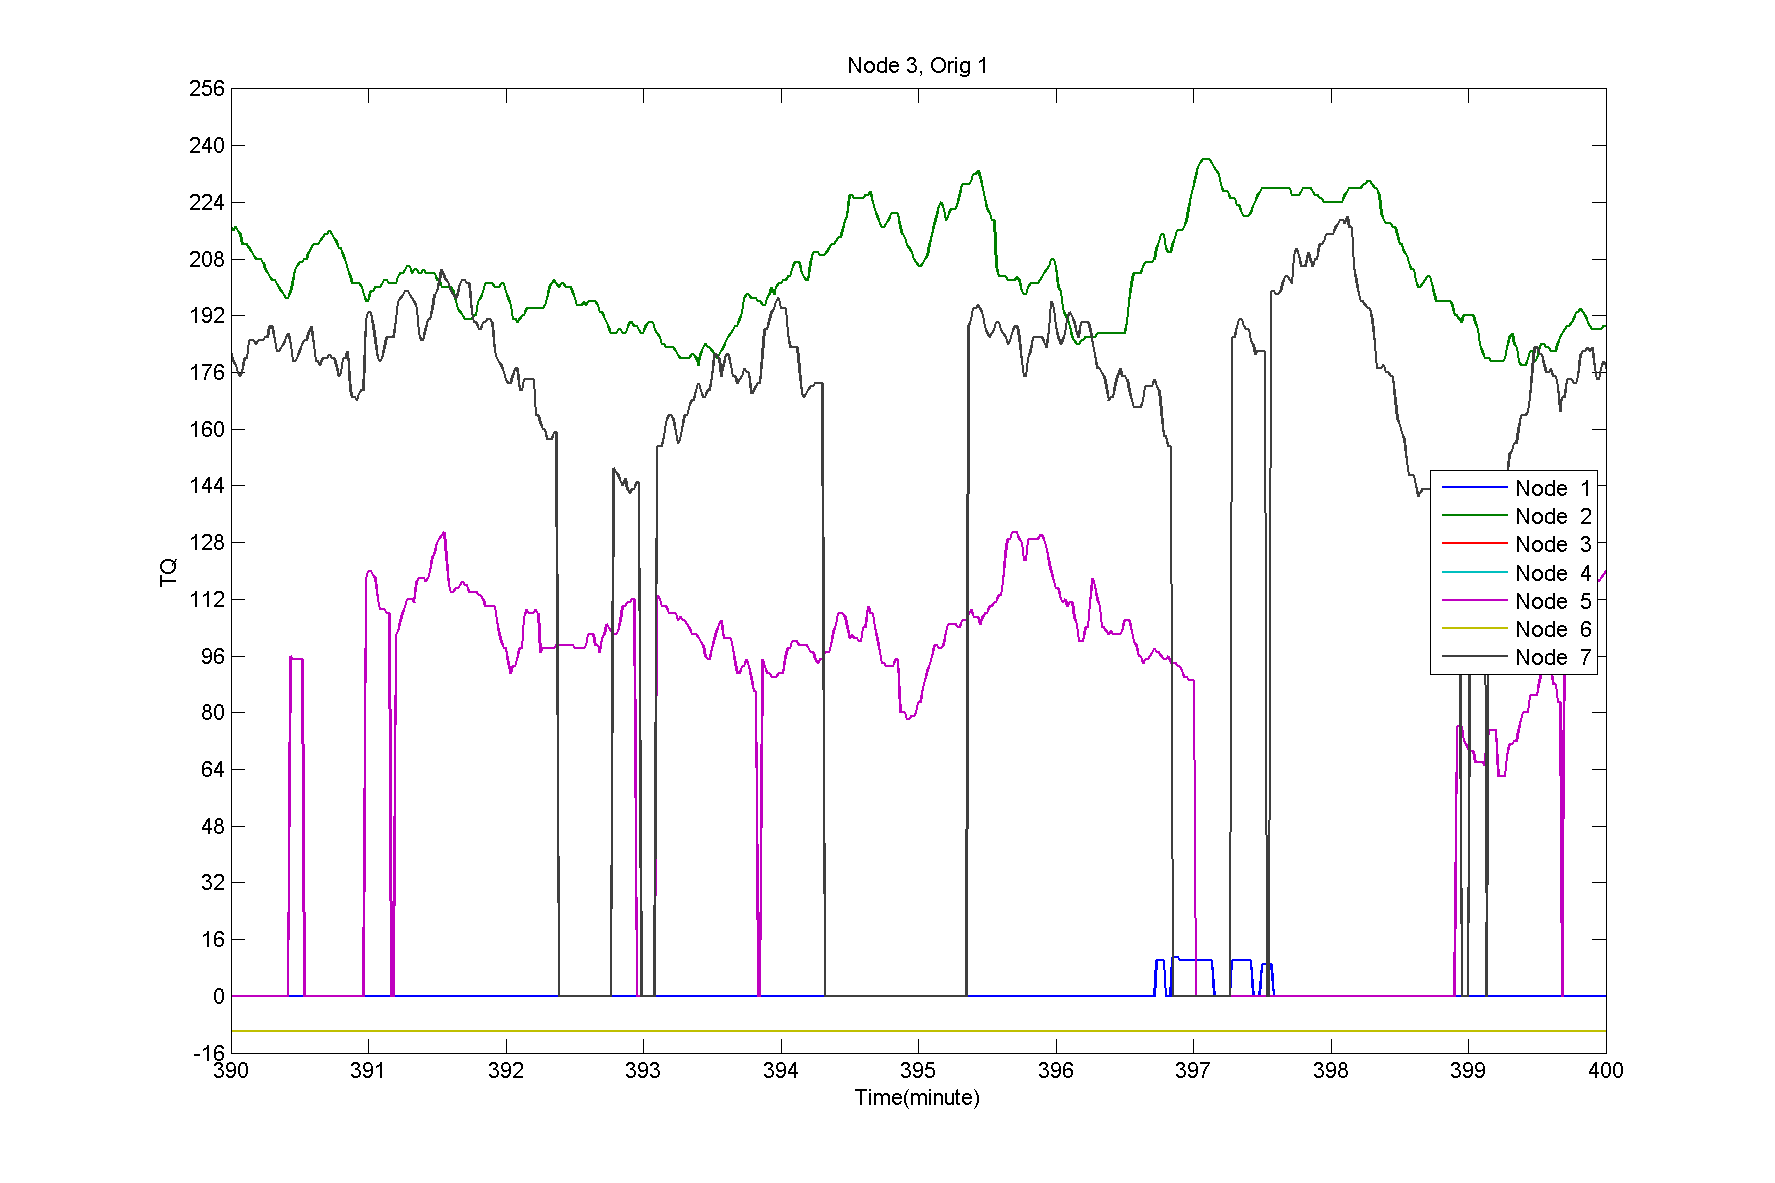 Node 3, Orig 1
256
240
224
208
192
176
160
144
128
112
96
80
64
48
32
16
0
-16
TQ
Node 1
Node 2
Node 3
Node 4
Node 5
Node 6
Node 7
390 391 392 393 394 395 396 397 398 399 400
Time(minute)